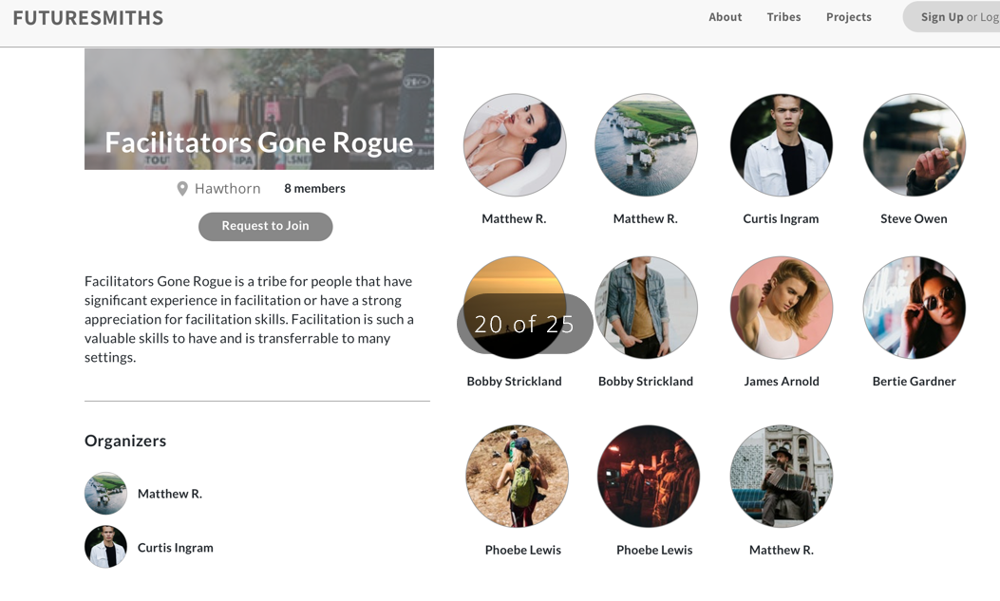 FUTURESMITHS
About Tribes Projects Sign Up or Log
Facilitators Gone Rogue
Hawthorn 8 members
Request to Join
Facilitators Gone Rogue is a tribe for people that have
significant experience in facilitation or have a strong
appreciation for facilitation skills. Facilitation is such a
valuable skills to have and is transferrable to many
settings.
Organizers
Matthew R.
Curtis Ingram
Matthew R. Matthew R. Curtis Ingram Steve Owen
20 of 25
Bobby Strickland Bobby Strickland James Arnold Bertie Gardner
Phoebe Lewis Phoebe Lewis Matthew R.